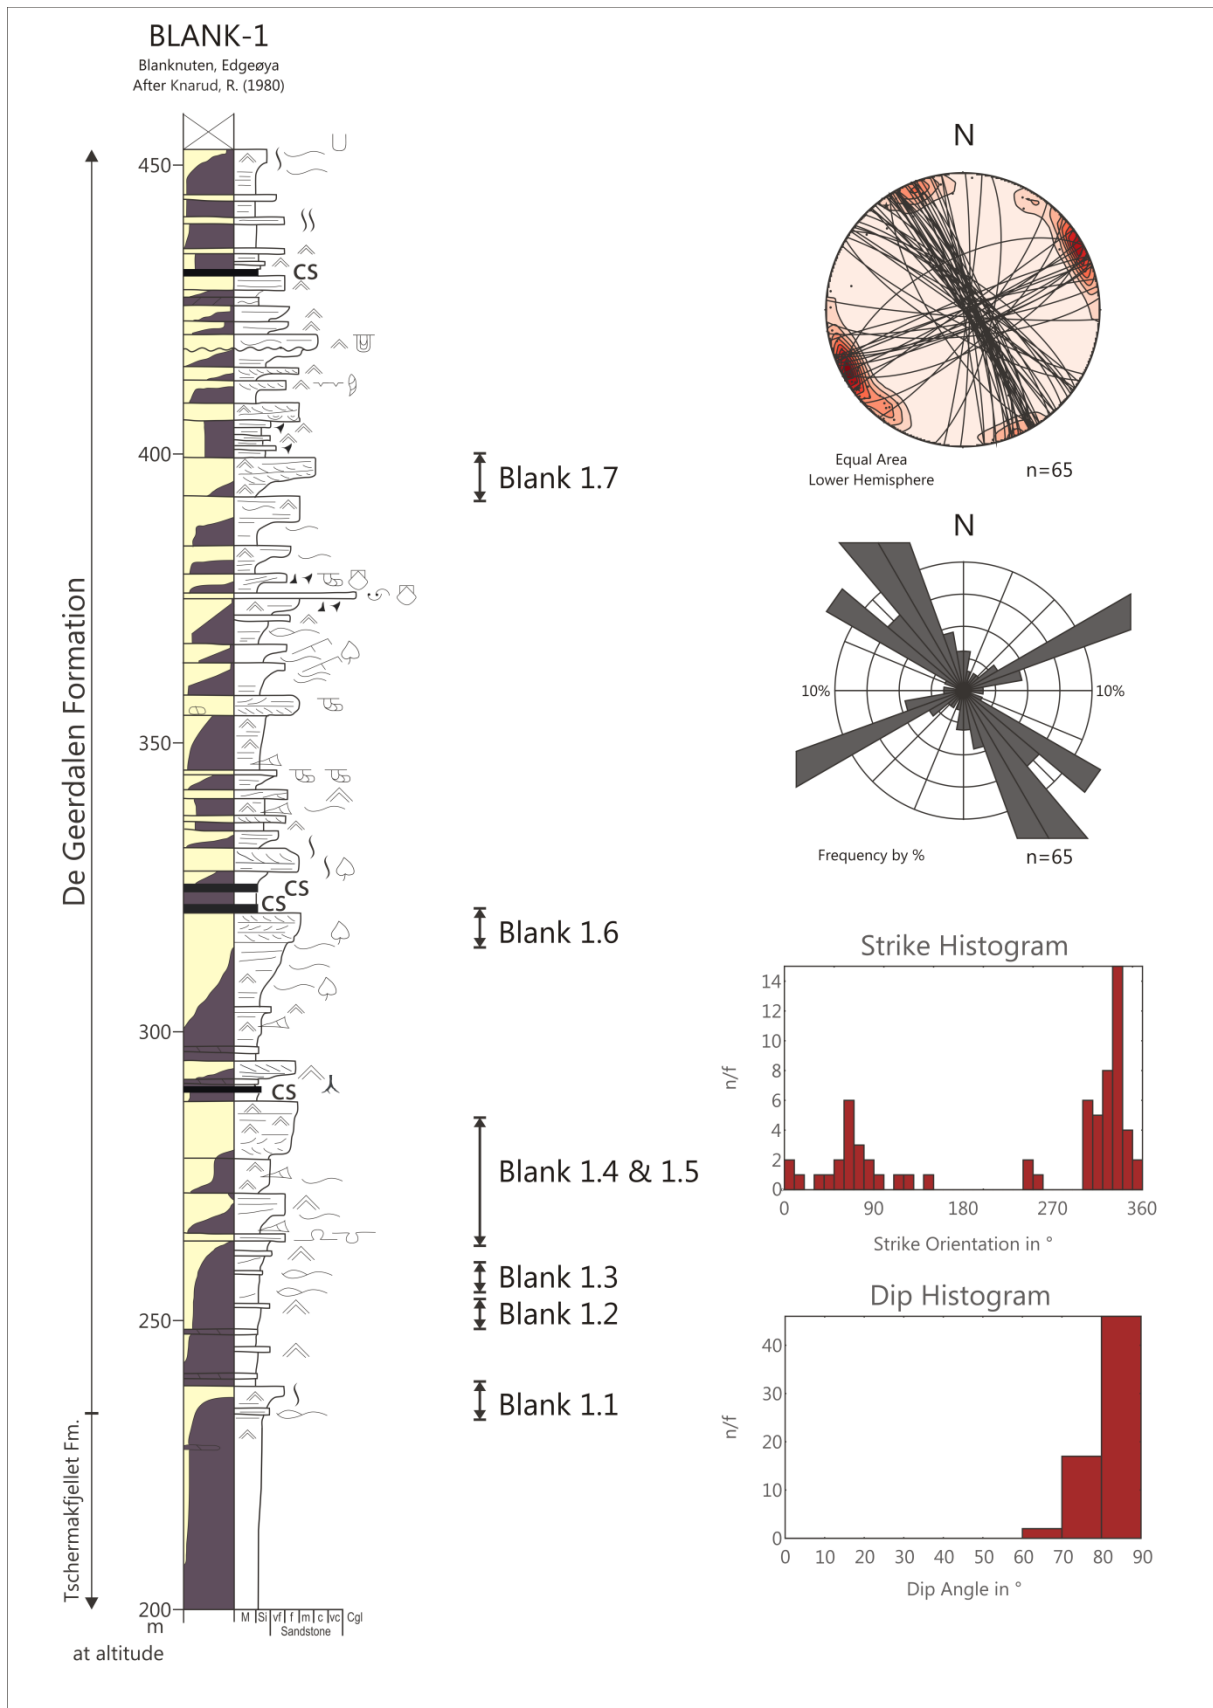 BLANK-1
Blanknuten, Edgeøya
After Knarud, R. (1980)
450
400
350
300
250
200
m
at altitude
De Geerdalen Formation
Tschermakfjellet Fm.
CS
CS
CS
CS
M Si vf f m c vc Cgl
Sandstone
Blank 1.7
Blank 1.6
Blank 1.4 & 1.5
Blank 1.3
Blank 1.2
Blank 1.1
N
Equal Area
Lower Hemisphere
n=65
N
10%
10%
Frequency by %
n=65
Strike Histogram
14
12
10
8
6
4
2
0
n/f
0 90 180 270 360
Strike Orientation in °
Dip Histogram
40
30
20
10
0
n/f
0 10 20 30 40 50 60 70 80 90
Dip Angle in °